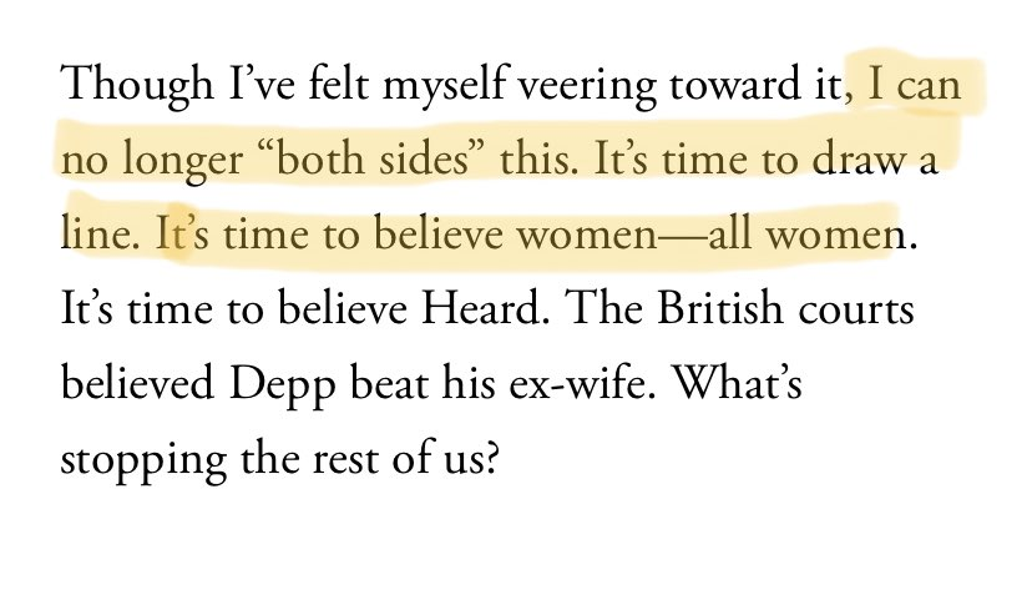 Though I’ve felt myself veering toward it, I can
no longer “both sides” this. It’s time to draw a
line. It’s time to believe women—all women.
It’s time to believe Heard. The British courts
believed Depp beat his ex-wife. What’s
stopping the rest of us?